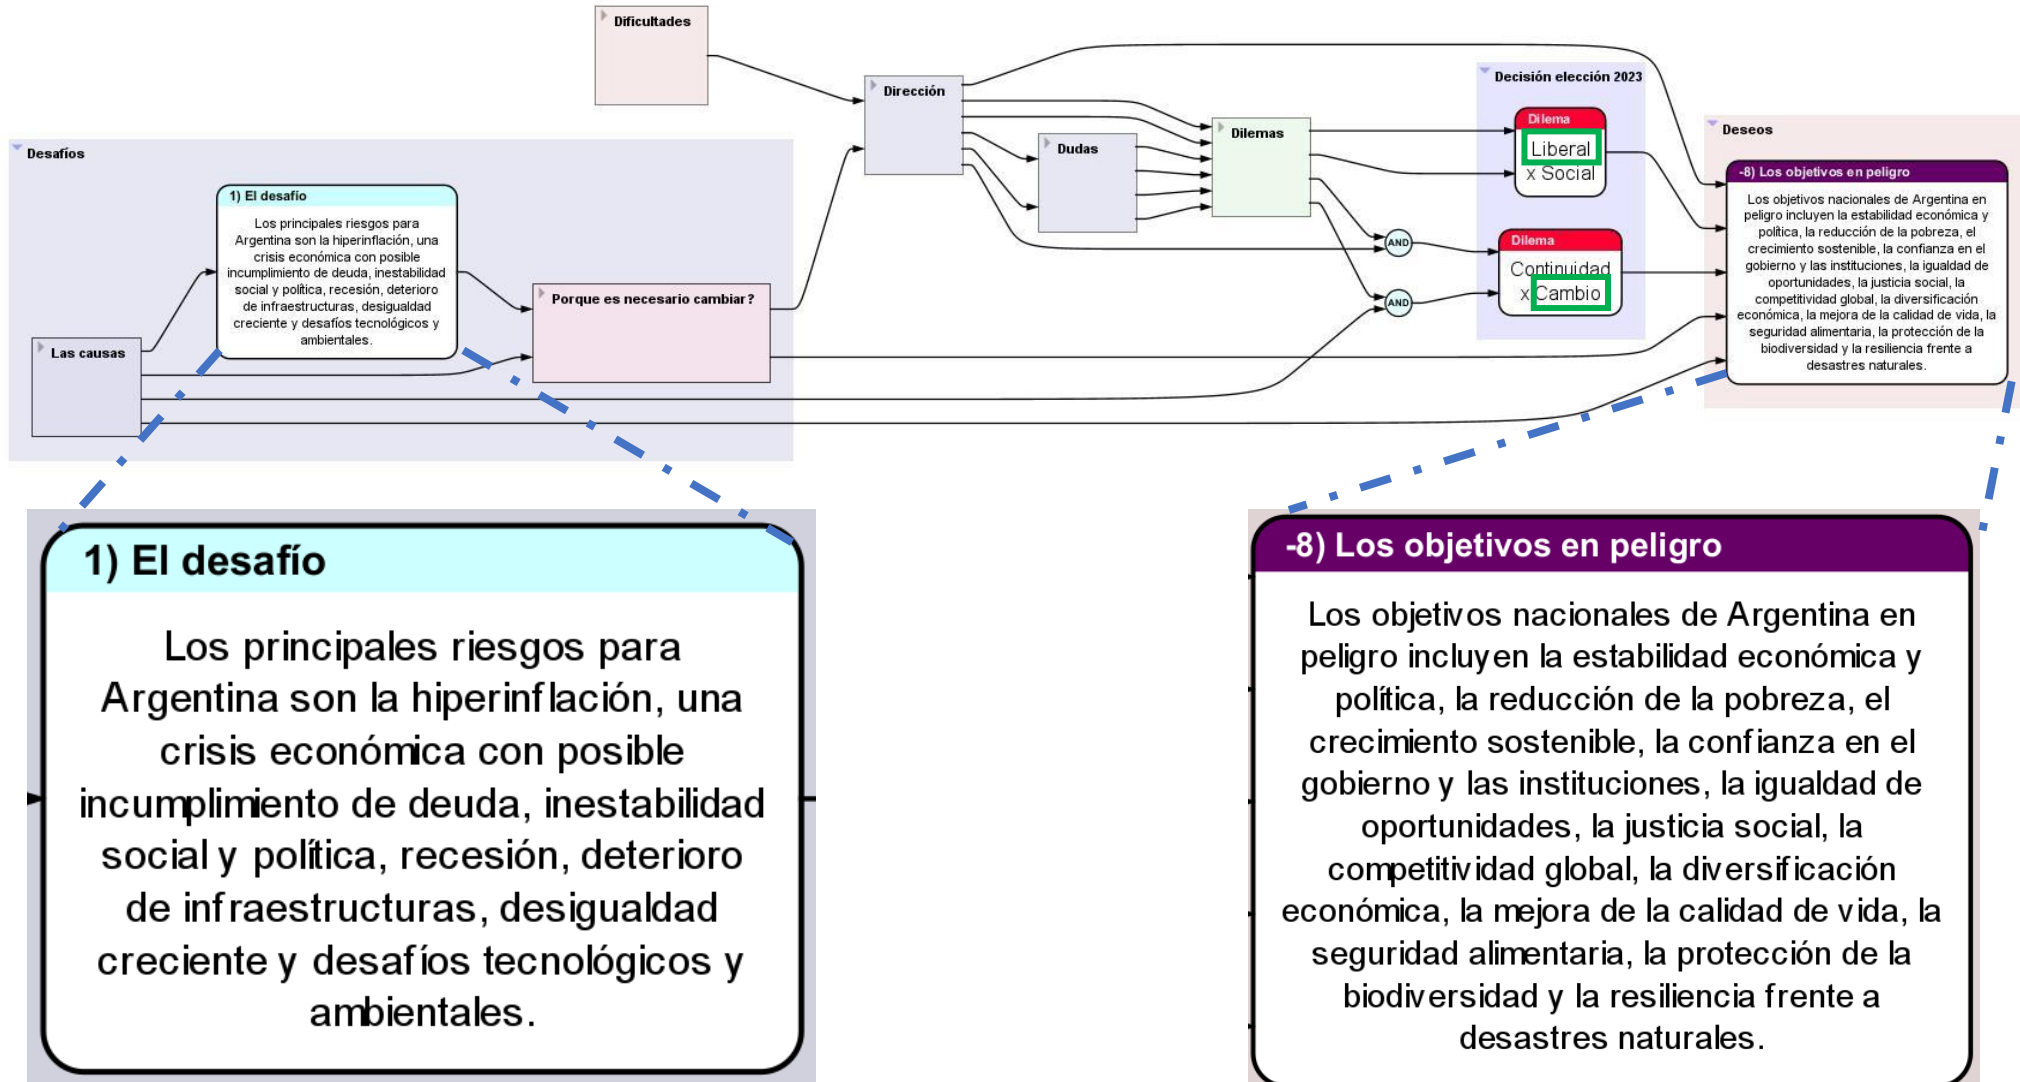 Dificultades
Dirección
Decisión elección 2023
Dilema
Liberal
x Social
Dilemas
Dudas
Deseos
Desafíos
-8) Los objetivos en peligro
Los objetivos nacionales de Argentina en
peligro incluyen la estabilidad económica y
política, la reducción de la pobreza, el
crecimiento sostenible, la confianza en el
gobierno y las instituciones, la igualdad de
oportunidades, la justicia social, la
competitividad global, la diversificación
económica, la mejora de la calidad de vida, la
seguridad alimentaria, la protección de la
biodiversidad y la resiliencia frente a
desastres naturales.
1) El desafío
Los principales riesgos para
Argentina son la hiperinflación, una
crisis económica con posible
incumplimiento de deuda, inestabilidad
social y política, recesión, deterioro
de infraestructuras, desigualdad
creciente y desafíos tecnológicos y
ambientales.
AND
Dilema
Continuidad
x Cambio
AND
Porque es necesario cambiar?
Las causas
1) El desafío
Los principales riesgos para
Argentina son la hiperinflación, una
crisis económica con posible
incumplimiento de deuda, inestabilidad
social y política, recesión, deterioro
de infraestructuras, desigualdad
creciente y desafíos tecnológicos y
ambientales.
-8) Los objetivos en peligro
Los objetivos nacionales de Argentina en
peligro incluyen la estabilidad económica y
política, la reducción de la pobreza, el
crecimiento sostenible, la confianza en el
gobierno y las instituciones, la igualdad de
oportunidades, la justicia social, la
competitividad global, la diversificación
económica, la mejora de la calidad de vida, la
seguridad alimentaria, la protección de la
biodiversidad y la resiliencia frente a
desastres naturales.